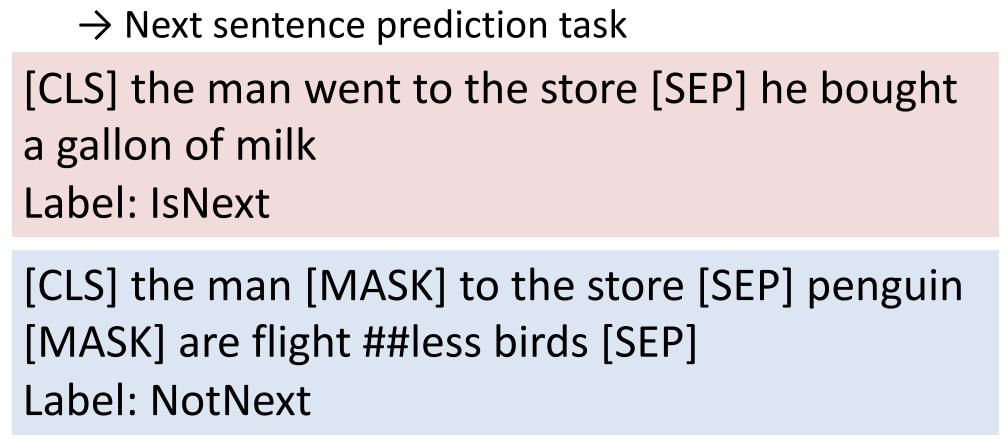 → Next sentence prediction task
[CLS] the man went to the store [SEP] he bought
a gallon of milk
Label: IsNext
[CLS] the man [MASK] to the store [SEP] penguin
[MASK] are flight ##less birds [SEP]
Label: NotNext